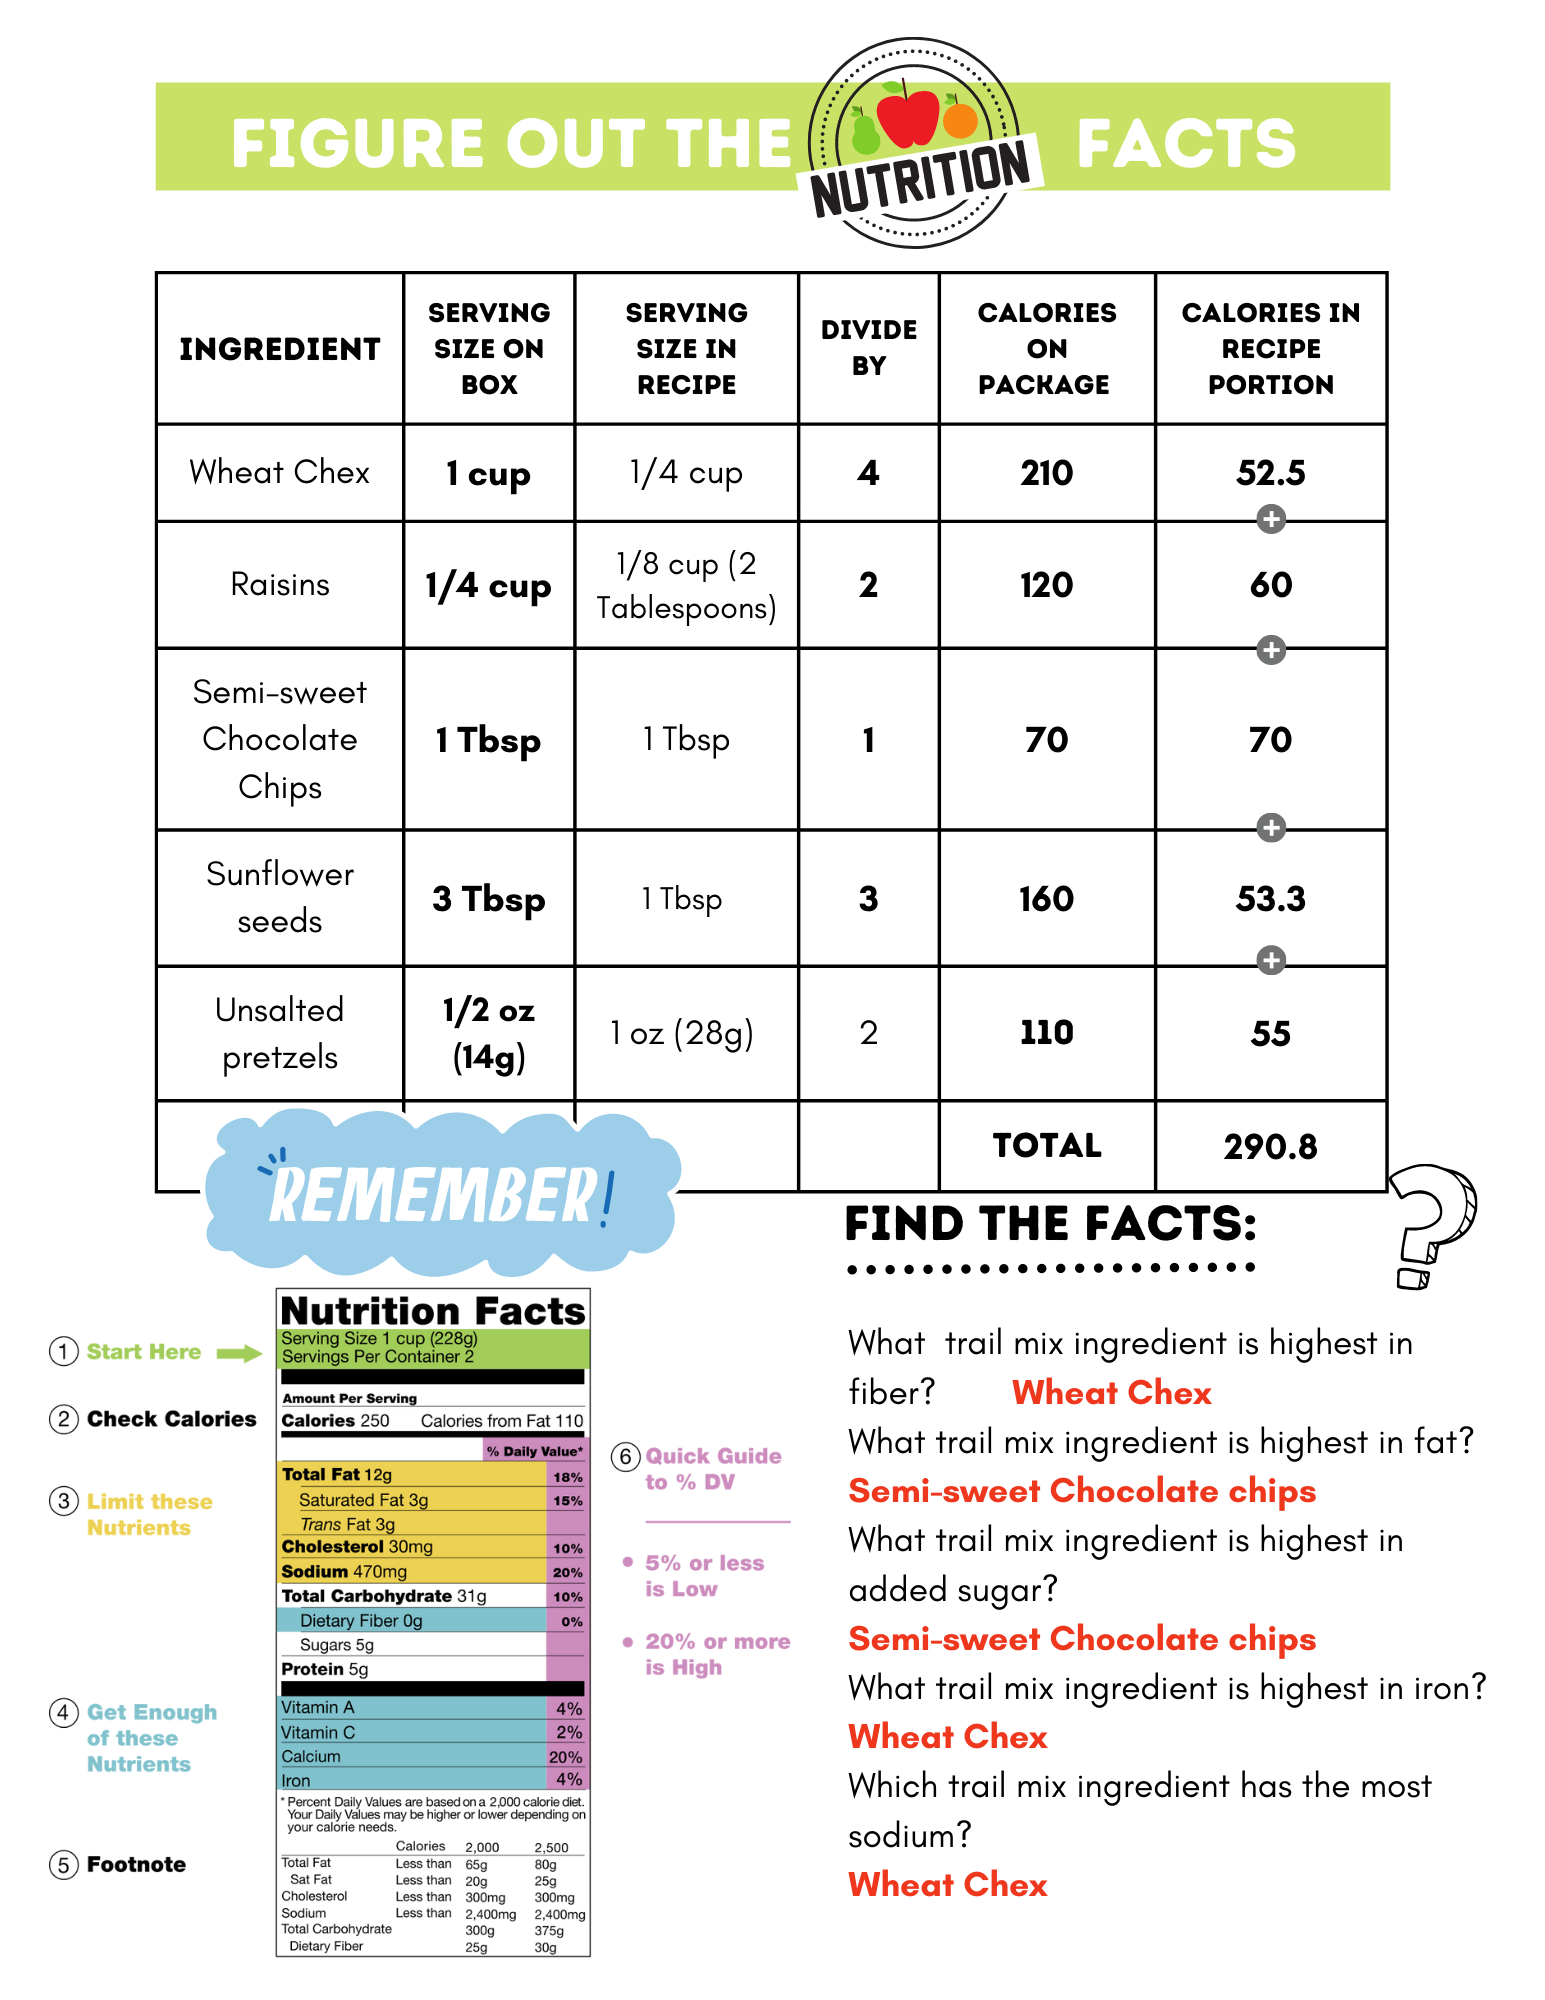 FIGURE OUT THE NUTRITION FACTS
INGREDIENT
SERVING
SIZE ON
BOX
SERVING
SIZE IN
RECIPE
DIVIDE
BY
CALORIES
ON
PACKAGE
CALORIES IN
RECIPE
PORTION
Wheat Chex
1 cup
1/4 cup
4
210
52.5
+
Raisins
1/4 cup
1/8 cup (2
Tablespoons)
2
120
60
+
Semi-sweet
Chocolate
Chips
1 Tbsp
1 Tbsp
1
70
70
+
Sunflower
seeds
3 Tbsp
1 Tbsp
3
160
53.3
+
Unsalted
pretzels
1/2 oz
(14g)
1 oz (28g)
2
110
55
TOTAL
290.8
REMEMBER!
1 Start Here
2 Check Calories
3 Limit these
Nutrients
4 Get Enough
of these
Nutrients
5 Footnote
Nutrition Facts
Serving Size 1 cup (228g)
Servings Per Container 2
Amount Per Serving
Calories 250 Calories from Fat 110
% Daily Value*
Total Fat 12g 18%
Saturated Fat 3g 15%
Trans Fat 3g
Cholesterol 30mg 10%
Sodium 470mg 20%
Total Carbohydrate 31g 10%
Dietary Fiber 0g 0%
Sugars 5g
Protein 5g
Vitamin A 4%
Vitamin C 2%
Calcium 20%
Iron 4%
* Percent Daily Values are based on a 2,000 calorie diet.
Your Daily Values may be higher or lower depending on
your calorie needs.
Calories 2,000 2,500
Total Fat Less than 65g 80g
Sat Fat Less than 20g 25g
Cholesterol Less than 300mg 300mg
Sodium Less than 2,400mg 2,400mg
Total Carbohydrate 300g 375g
Dietary Fiber 25g 30g
6 Quick Guide
to % DV
• 5% or less
is Low
• 20% or more
is High
FIND THE FACTS:
?
What trail mix ingredient is highest in
fiber? Wheat Chex
What trail mix ingredient is highest in fat?
Semi-sweet Chocolate chips
What trail mix ingredient is highest in
added sugar?
Semi-sweet Chocolate chips
What trail mix ingredient is highest in iron?
Wheat Chex
Which trail mix ingredient has the most
sodium?
Wheat Chex